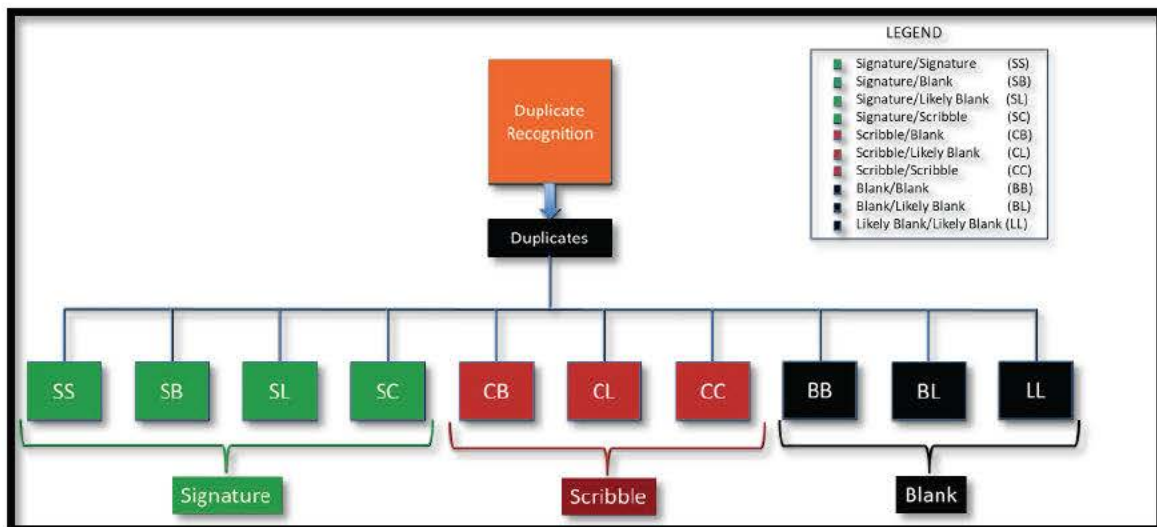 LEGEND
Signature/Signature (SS)
Signature/Blank (SB)
Signature/Likely Blank (SL)
Signature/Scribble (SC)
Scribble/Blank (CB)
Scribble/Likely Blank (CL)
Scribble/Scribble (CC)
Blank/Blank (BB)
Blank/Likely Blank (BL)
Likely Blank/Likely Blank (LL)
Duplicate
Recognition
Duplicates
SS SB SL SC CB CL CC BB BL LL
Signature Scribble Blank